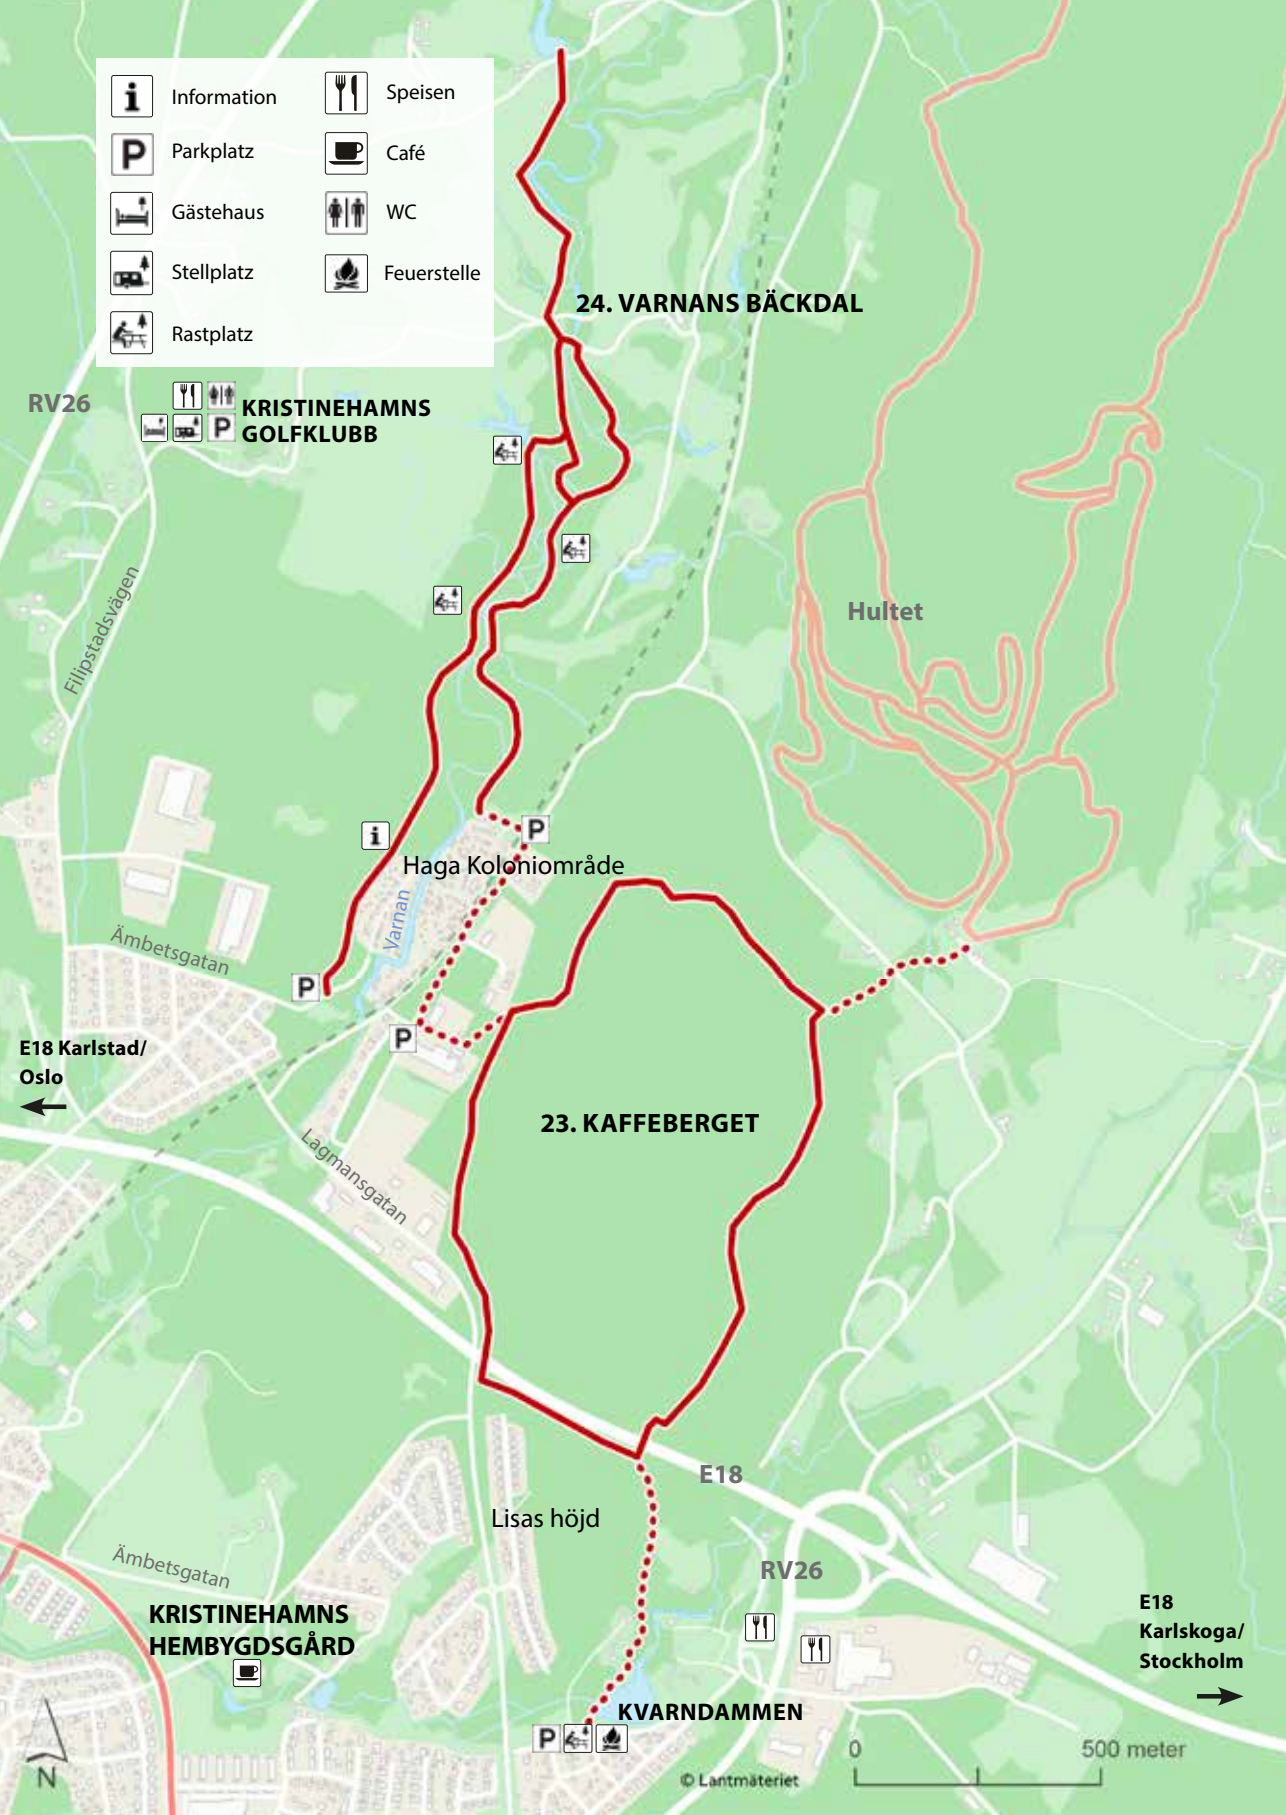 Information
Speisen
Parkplatz
Café
Gästehaus
WC
Stellplatz
Feuerstelle
Rastplatz
24. VARNANS BÄCKDAL
RV26
KRISTINEHAMNS
GOLFKLUBB
P
Filipstadsvägen
Hultet
P
Haga Koloniområde
Varnan
Ämbetsgatan
P
P
E18 Karlstad/
Oslo
23. KAFFEBERGET
Lagmansgatan
E18
Lisas höjd
RV26
Ämbetsgatan
KRISTINEHAMNS
HEMBYGDSGÅRD
E18
Karlskoga/
Stockholm
KVARNDAMMEN
P
N
0 500 meter
© Lantmäteriet